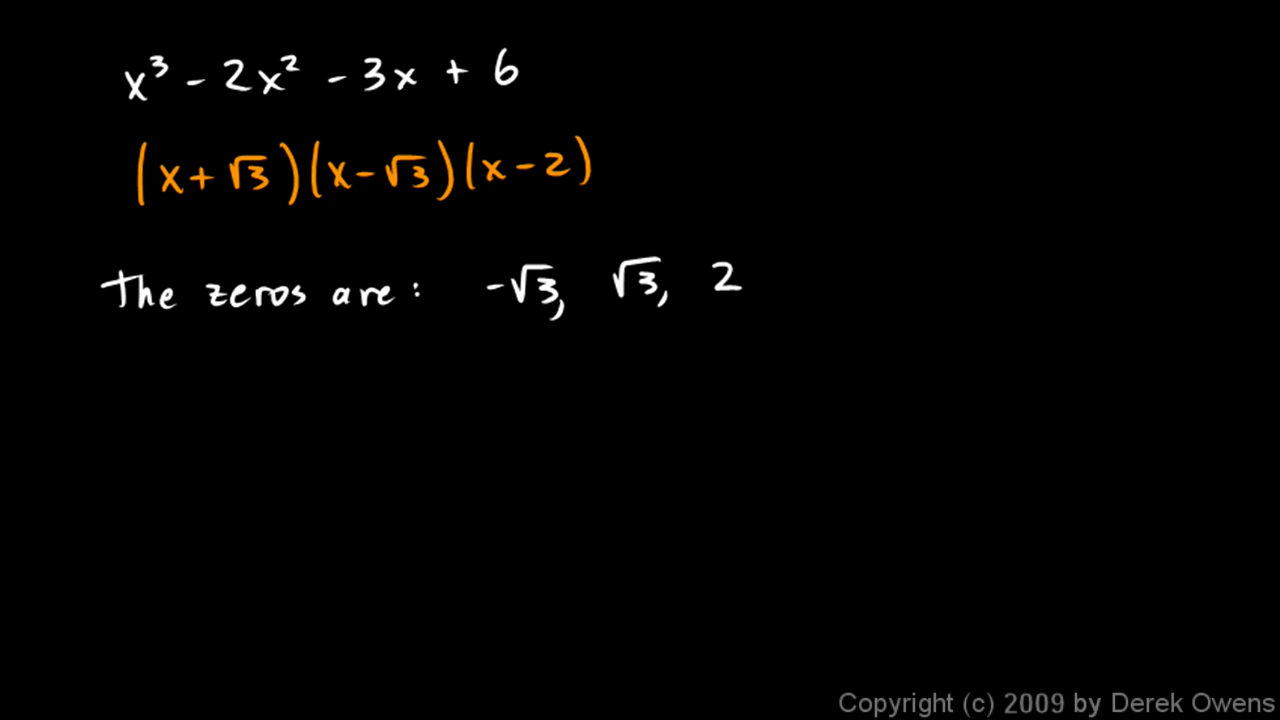 x³ - 2x² - 3x + 6
(x + √3)(x - √3)(x - 2)
The zeros are: -√3, √3, 2
Copyright (c) 2009 by Derek Owens